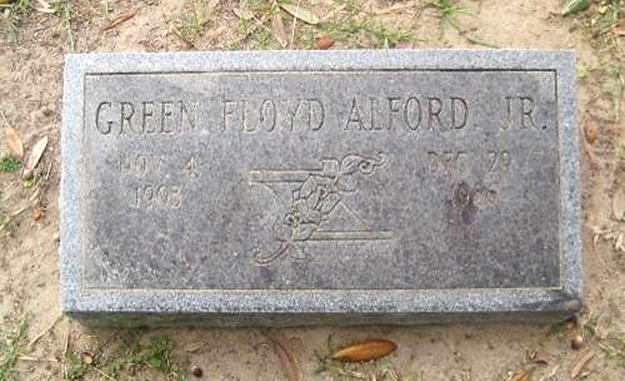 GREEN FLOYD ALFORD JR.
NOV 4 DEC 29